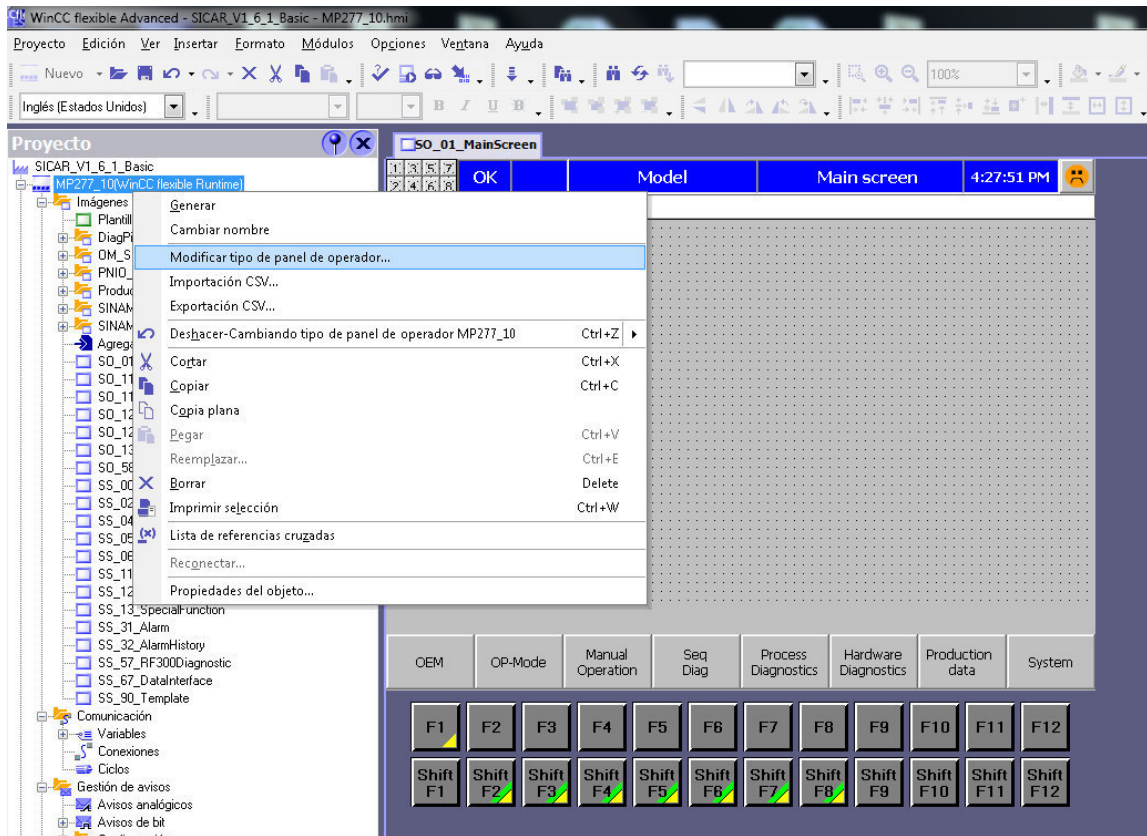 WinCC flexible Advanced - SICAR_V1_6_1_Basic - MP277_10.hmi
Proyecto Edición Ver Insertar Formato Módulos Opciones Ventana Ayuda
Nuevo 100%
Inglés (Estados Unidos) B I U B
Proyecto
SICAR_V1_6_1_Basic
MP277_10(WinCC flexible Runtime)
Imágenes
Plantill
DiagPi
OM_S
PNIO_
Produc
SINAM
SINAM
Agrega
SO_01
SO_11
SO_11
SO_12
SO_12
SO_13
SO_58
SS_00
SS_02
SS_04
SS_05
SS_06
SS_11
SS_12
SS_13_SpecialFunction
SS_31_Alarm
SS_32_AlarmHistory
SS_57_RF300Diagnostic
SS_67_DataInterface
SS_90_Template
Comunicación
Variables
Conexiones
Ciclos
Gestión de avisos
Avisos analógicos
Avisos de bit
Generar
Cambiar nombre
Modificar tipo de panel de operador...
Importación CSV...
Exportación CSV...
Deshacer-Cambiando tipo de panel de operador MP277_10 Ctrl+Z
Cortar Ctrl+X
Copiar Ctrl+C
Copia plana
Pegar Ctrl+V
Reemplazar... Ctrl+E
Borrar Delete
Imprimir selección Ctrl+W
Lista de referencias cruzadas
Reconectar...
Propiedades del objeto...
SO_01_MainScreen
1 3 5 7
2 4 6 8
OK Model Main screen 4:27:51 PM
OEM OP-Mode Manual Operation Seq Diag Process Diagnostics Hardware Diagnostics Production data System
F1 F2 F3 F4 F5 F6 F7 F8 F9 F10 F11 F12
Shift F1 Shift F2 Shift F3 Shift F4 Shift F5 Shift F6 Shift F7 Shift F8 Shift F9 Shift F10 Shift F11 Shift F12